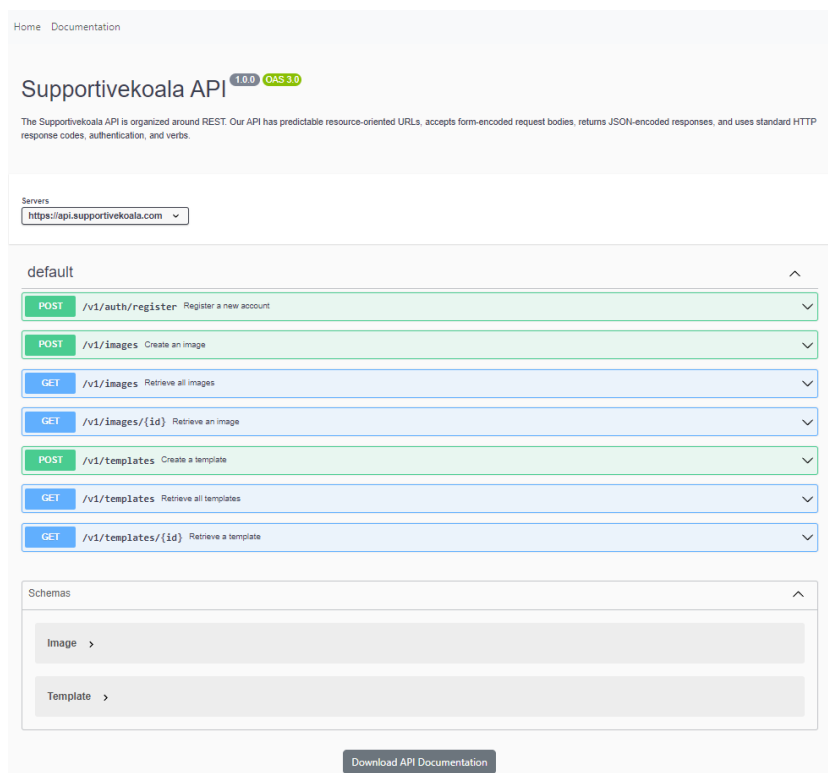 Home Documentation
Supportivekoala API 1.0.0 OAS 3.0
The Supportivekoala API is organized around REST. Our API has predictable resource-oriented URLs, accepts form-encoded request bodies, returns JSON-encoded responses, and uses standard HTTP
response codes, authentication, and verbs.
Servers
https://api.supportivekoala.com
default
POST /v1/auth/register Register a new account
POST /v1/images Create an image
GET /v1/images Retrieve all images
GET /v1/images/{id} Retrieve an image
POST /v1/templates Create a template
GET /v1/templates Retrieve all templates
GET /v1/templates/{id} Retrieve a template
Schemas
Image
Template
Download API Documentation